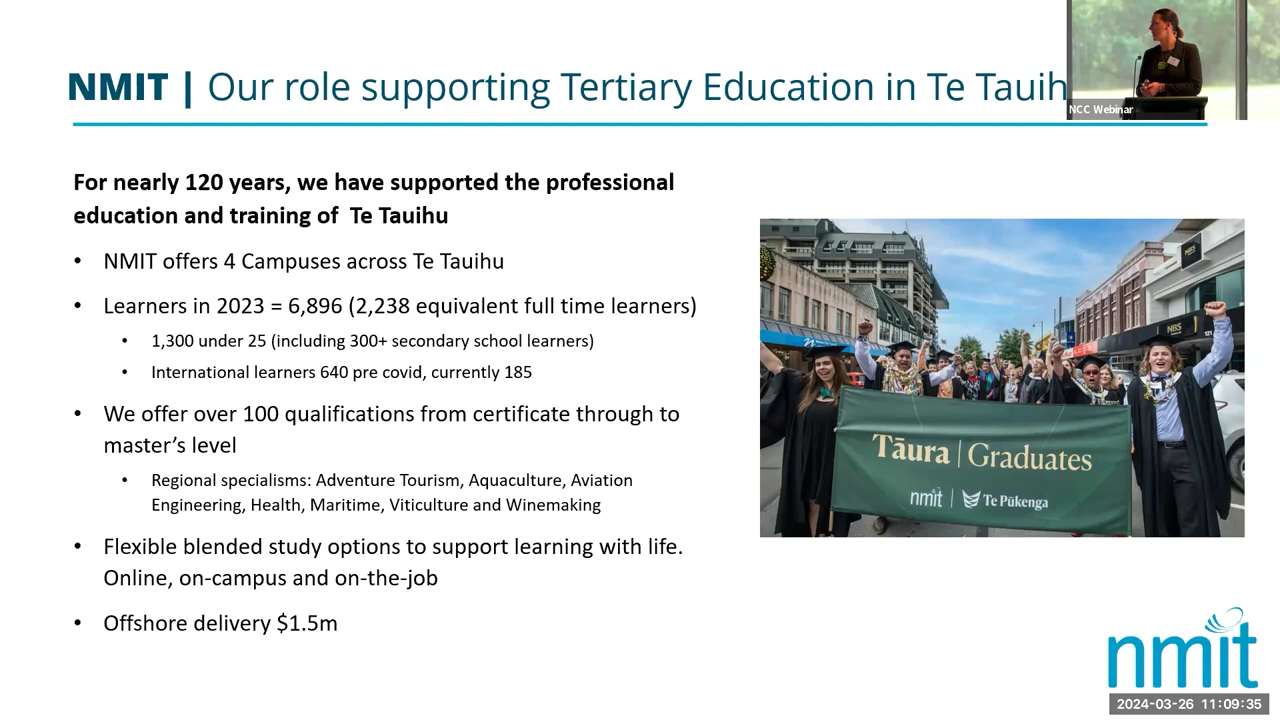 NMIT | Our role supporting Tertiary Education in Te Tauih
NCC Webinar
For nearly 120 years, we have supported the professional
education and training of  Te Tauihu
• NMIT offers 4 Campuses across Te Tauihu
• Learners in 2023 = 6,896 (2,238 equivalent full time learners)
• 1,300 under 25 (including 300+ secondary school learners)
• International learners 640 pre covid, currently 185
• We offer over 100 qualifications from certificate through to
master’s level
• Regional specialisms: Adventure Tourism, Aquaculture, Aviation
Engineering, Health, Maritime, Viticulture and Winemaking
• Flexible blended study options to support learning with life.
Online, on-campus and on-the-job
• Offshore delivery $1.5m
NBS
NBS
Tāura | Graduates
nmit | Te Pūkenga
nmit
2024-03-26 11:09:35